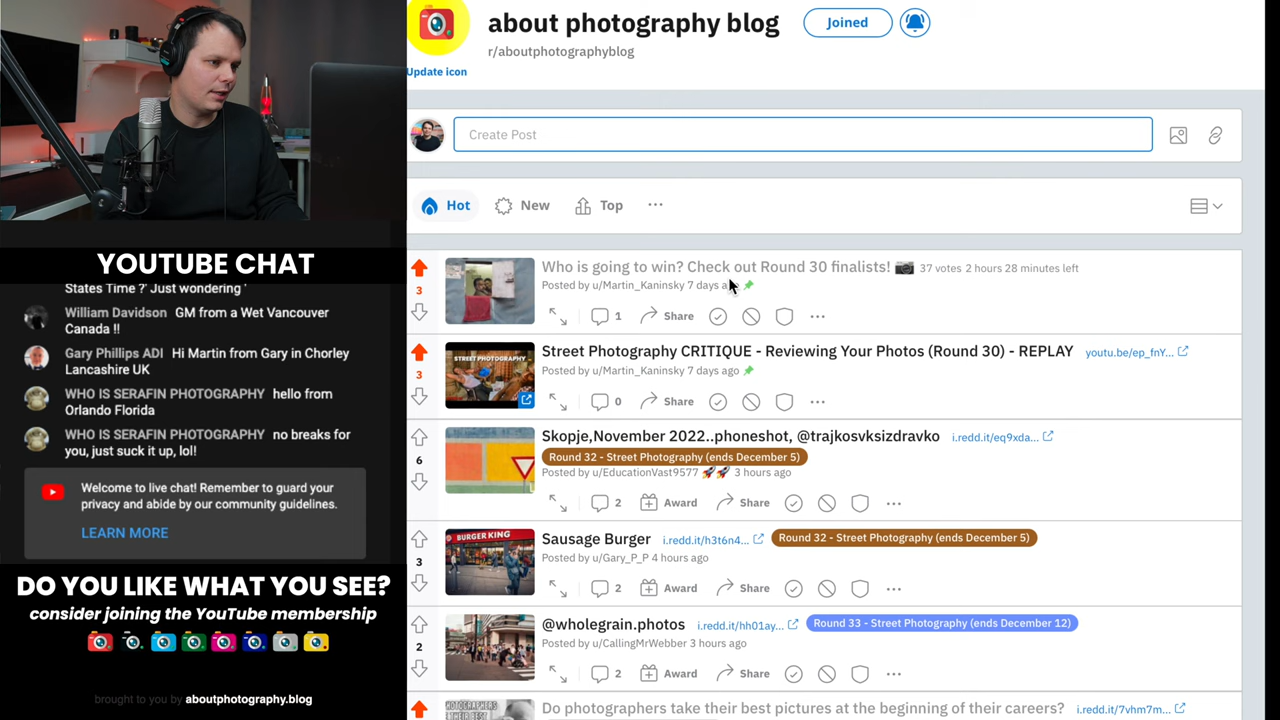 about photography blog
Joined
r/aboutphotographyblog
Update icon
Create Post
Hot
New
Top
Who is going to win? Check out Round 30 finalists! 📷 37 votes 2 hours 28 minutes left
Posted by u/Martin_Kaninsky 7 days
3
1
Share
Street Photography CRITIQUE - Reviewing Your Photos (Round 30) - REPLAY youtu.be/ep_fnY...
Posted by u/Martin_Kaninsky 7 days ago
STREET PHOTOGRAPHY
3
0
Share
Skopje,November 2022..phoneshot, @trajkosvksizdravko i.redd.it/eq9xda...
Round 32 - Street Photography (ends December 5)
Posted by u/EducationVast9577 🚀🚀 3 hours ago
6
2
Award
Share
Sausage Burger i.redd.it/h3t6n4... Round 32 - Street Photography (ends December 5)
Posted by u/Gary_P_P 4 hours ago
BURGER KING
3
2
Award
Share
@wholegrain.photos i.redd.it/hh01ay... Round 33 - Street Photography (ends December 12)
Posted by u/CallingMrWebber 3 hours ago
2
2
Award
Share
Do photographers take their best pictures at the beginning of their careers? i.redd.it/7vhm7m...
YOUTUBE CHAT
States Time ?' Just wondering '
William Davidson GM from a Wet Vancouver
Canada !!
Gary Phillips ADI Hi Martin from Gary in Chorley
Lancashire UK
WHO IS SERAFIN PHOTOGRAPHY hello from
Orlando Florida
WHO IS SERAFIN PHOTOGRAPHY no breaks for
you, just suck it up, lol!
Welcome to live chat! Remember to guard your
privacy and abide by our community guidelines.
LEARN MORE
DO YOU LIKE WHAT YOU SEE?
consider joining the YouTube membership
brought to you by aboutphotography.blog